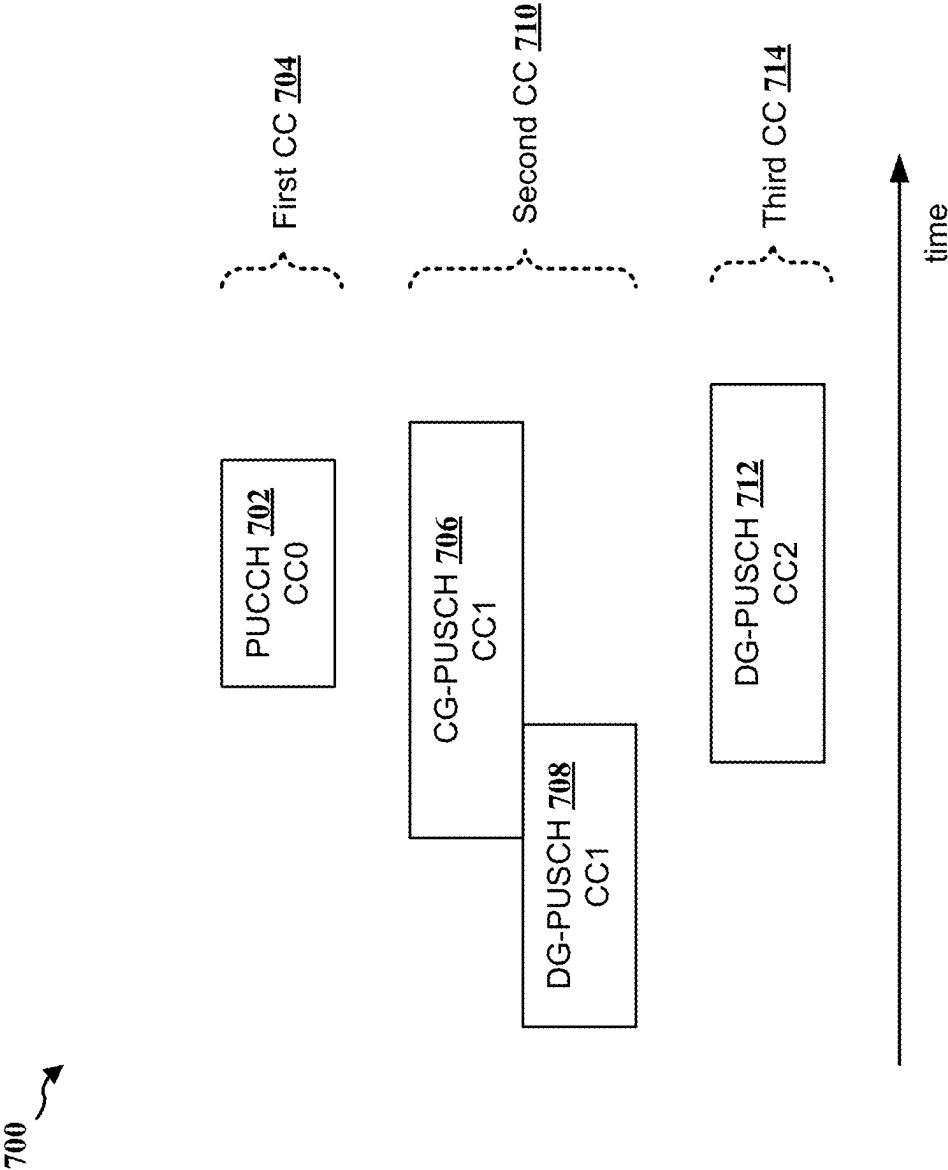 700
PUCCH 702
CC0
First CC 704
CG-PUSCH 706
CC1
DG-PUSCH 708
CC1
Second CC 710
DG-PUSCH 712
CC2
Third CC 714
time